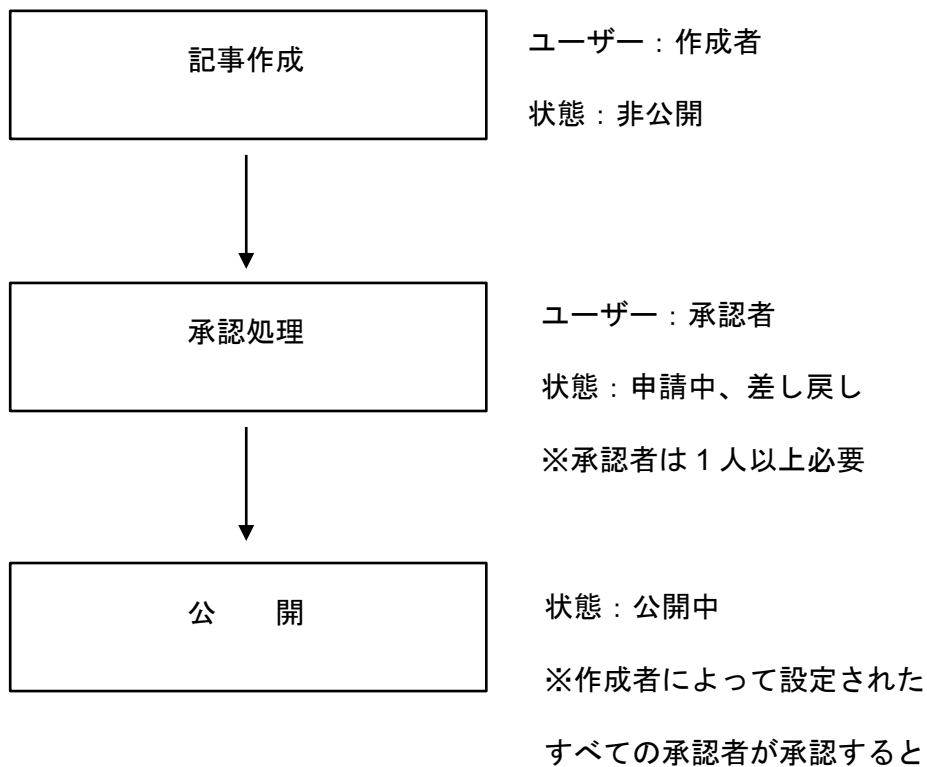 記事作成
ユーザー：作成者
状態：非公開
承認処理
ユーザー：承認者
状態：申請中、差し戻し
※承認者は 1 人以上必要
公　　開
状態：公開中
※作成者によって設定された
すべての承認者が承認すると